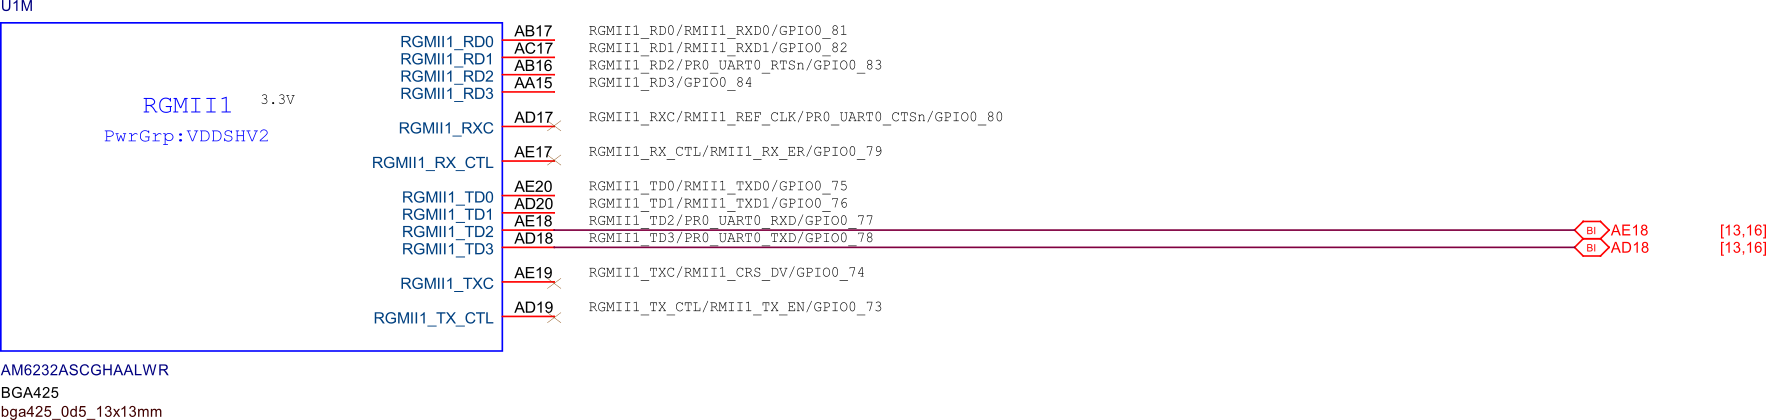 U1M
RGMII1_RD0 AB17 RGMII1_RD0/RMII1_RXD0/GPIO0_81
RGMII1_RD1 AC17 RGMII1_RD1/RMII1_RXD1/GPIO0_82
RGMII1_RD2 AB16 RGMII1_RD2/PR0_UART0_RTSn/GPIO0_83
RGMII1_RD3 AA15 RGMII1_RD3/GPIO0_84
RGMII1 3.3V
RGMII1_RXC AD17 RGMII1_RXC/RMII1_REF_CLK/PR0_UART0_CTSn/GPIO0_80
PwrGrp:VDDSHV2
RGMII1_RX_CTL AE17 RGMII1_RX_CTL/RMII1_RX_ER/GPIO0_79
RGMII1_TD0 AE20 RGMII1_TD0/RMII1_TXD0/GPIO0_75
RGMII1_TD1 AD20 RGMII1_TD1/RMII1_TXD1/GPIO0_76
RGMII1_TD2 AE18 RGMII1_TD2/PR0_UART0_RXD/GPIO0_77 BI AE18 [13,16]
RGMII1_TD3 AD18 RGMII1_TD3/PR0_UART0_TXD/GPIO0_78 BI AD18 [13,16]
RGMII1_TXC AE19 RGMII1_TXC/RMII1_CRS_DV/GPIO0_74
RGMII1_TX_CTL AD19 RGMII1_TX_CTL/RMII1_TX_EN/GPIO0_73
AM6232ASCGHAALWR
BGA425
bga425_0d5_13x13mm